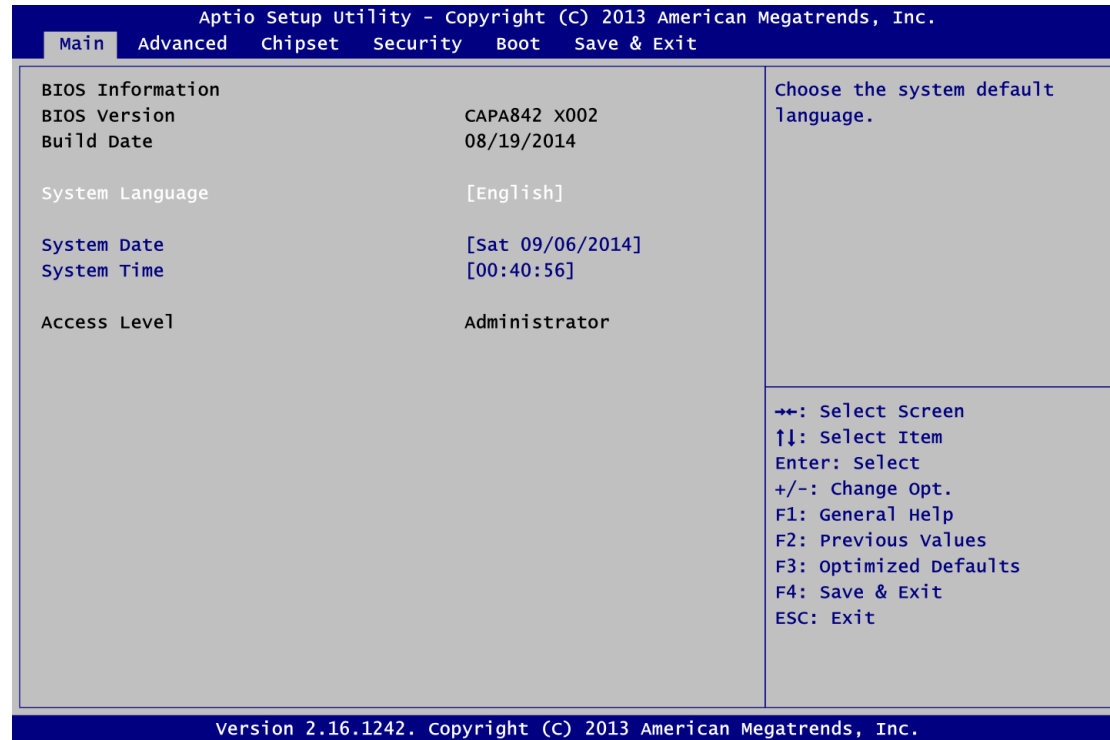 Aptio Setup Utility - Copyright (C) 2013 American Megatrends, Inc.
Main Advanced Chipset Security Boot Save & Exit
BIOS Information
BIOS Version CAPA842 X002
Build Date 08/19/2014
System Language [English]
System Date [Sat 09/06/2014]
System Time [00:40:56]
Access Level Administrator
Choose the system default
language.
→←: Select Screen
↑↓: Select Item
Enter: Select
+/-: Change Opt.
F1: General Help
F2: Previous Values
F3: Optimized Defaults
F4: Save & Exit
ESC: Exit
Version 2.16.1242. Copyright (C) 2013 American Megatrends, Inc.